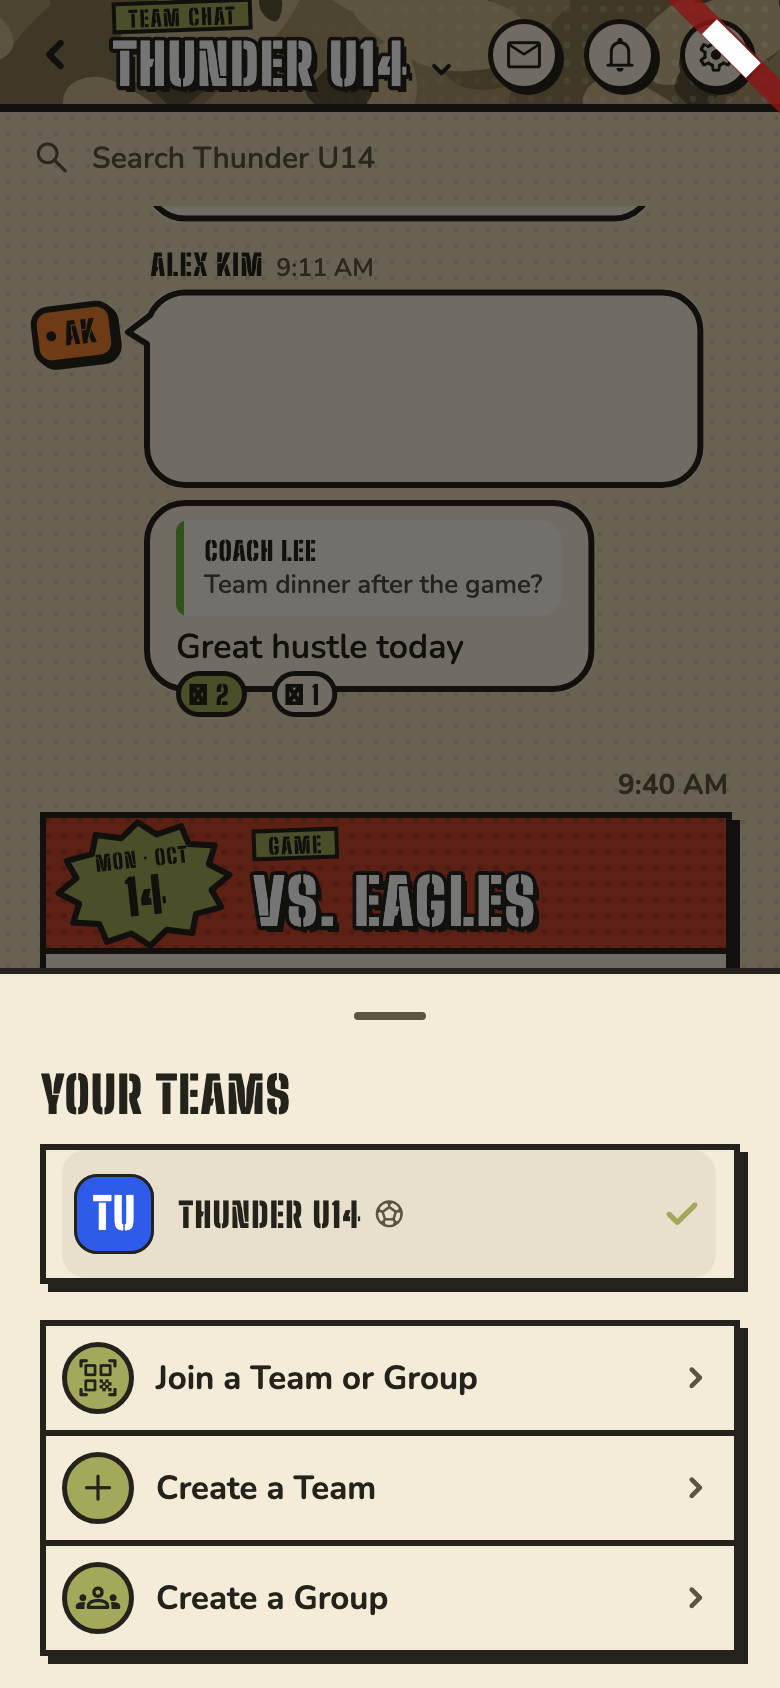 TEAM CHAT
THUNDER U14
Search Thunder U14
ALEX KIM 9:11 AM
AK
COACH LEE
Team dinner after the game?
Great hustle today
2 1
9:40 AM
MON · OCT
14
GAME
VS. EAGLES
YOUR TEAMS
TU THUNDER U14
Join a Team or Group
Create a Team
Create a Group